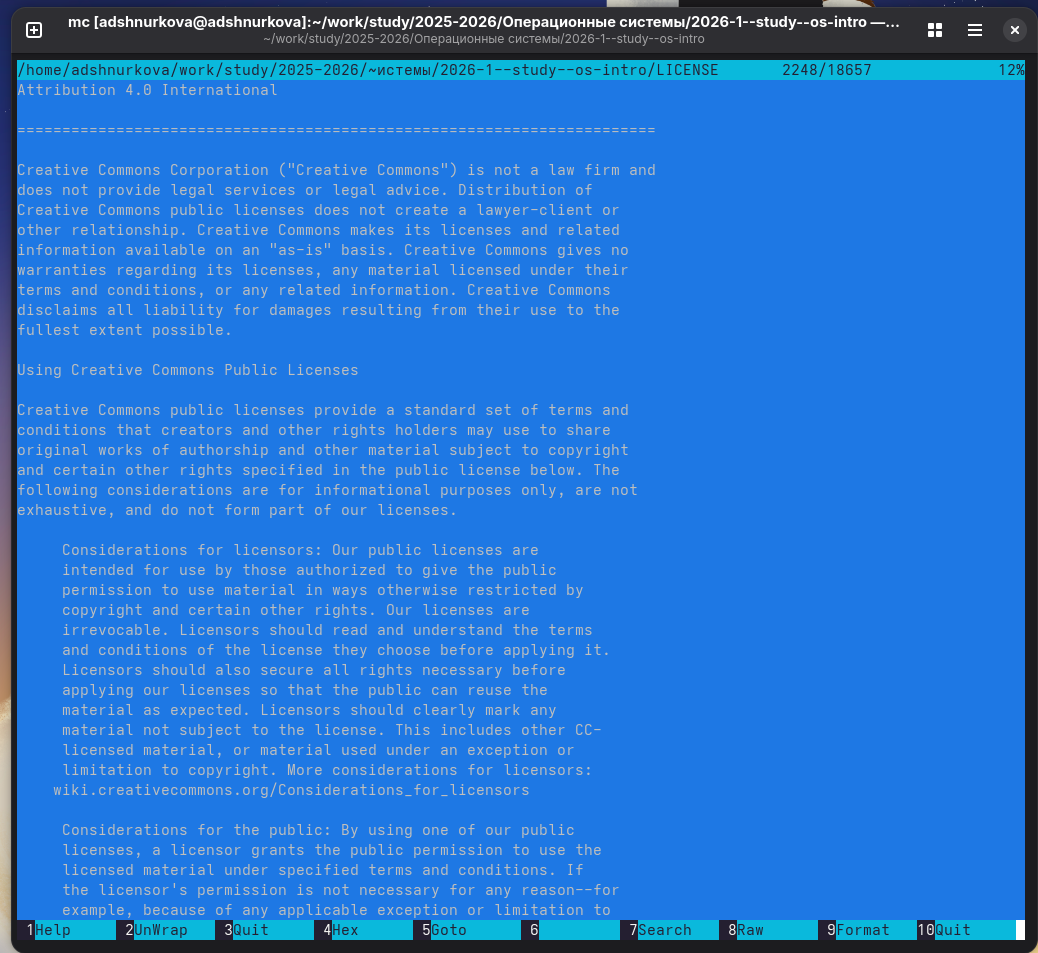 mc [adshnurkova@adshnurkova]:~/work/study/2025-2026/Операционные системы/2026-1--study--os-intro —...
~/work/study/2025-2026/Операционные системы/2026-1--study--os-intro
/home/adshnurkova/work/study/2025-2026/~истемы/2026-1--study--os-intro/LICENSE 2248/18657 12%
Attribution 4.0 International
=======================================================================
Creative Commons Corporation ("Creative Commons") is not a law firm and
does not provide legal services or legal advice. Distribution of
Creative Commons public licenses does not create a lawyer-client or
other relationship. Creative Commons makes its licenses and related
information available on an "as-is" basis. Creative Commons gives no
warranties regarding its licenses, any material licensed under their
terms and conditions, or any related information. Creative Commons
disclaims all liability for damages resulting from their use to the
fullest extent possible.
Using Creative Commons Public Licenses
Creative Commons public licenses provide a standard set of terms and
conditions that creators and other rights holders may use to share
original works of authorship and other material subject to copyright
and certain other rights specified in the public license below. The
following considerations are for informational purposes only, are not
exhaustive, and do not form part of our licenses.
Considerations for licensors: Our public licenses are
intended for use by those authorized to give the public
permission to use material in ways otherwise restricted by
copyright and certain other rights. Our licenses are
irrevocable. Licensors should read and understand the terms
and conditions of the license they choose before applying it.
Licensors should also secure all rights necessary before
applying our licenses so that the public can reuse the
material as expected. Licensors should clearly mark any
material not subject to the license. This includes other CC-
licensed material, or material used under an exception or
limitation to copyright. More considerations for licensors:
wiki.creativecommons.org/Considerations_for_licensors
Considerations for the public: By using one of our public
licenses, a licensor grants the public permission to use the
licensed material under specified terms and conditions. If
the licensor's permission is not necessary for any reason--for
example, because of any applicable exception or limitation to
1Help 2UnWrap 3Quit 4Hex 5Goto 6 7Search 8Raw 9Format 10Quit